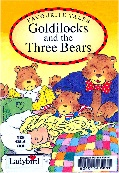 FAVOURITE TALES
Goldilocks
and the
Three Bears
Ladybird